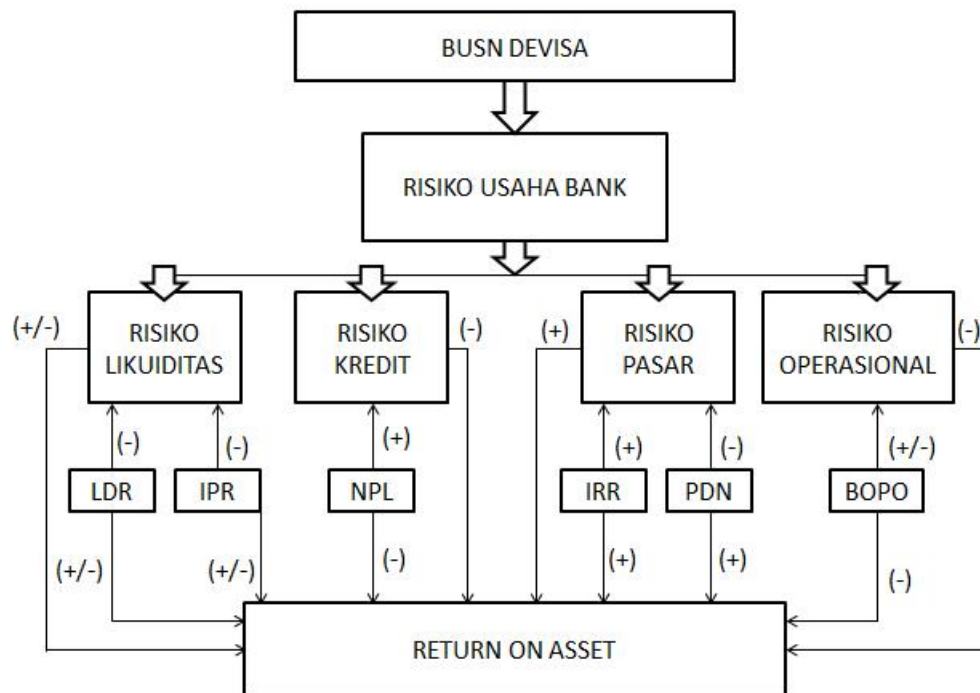 BUSN DEVISA
RISIKO USAHA BANK
(+/-)
RISIKO
LIKUIDITAS
RISIKO
KREDIT
(-)
(+)
RISIKO
PASAR
RISIKO
OPERASIONAL
(-)
(-)
(-)
(+)
(+)
(-)
(+/-)
LDR
IPR
NPL
IRR
PDN
BOPO
(+/-)
(+/-)
(-)
(+)
(+)
(-)
RETURN ON ASSET